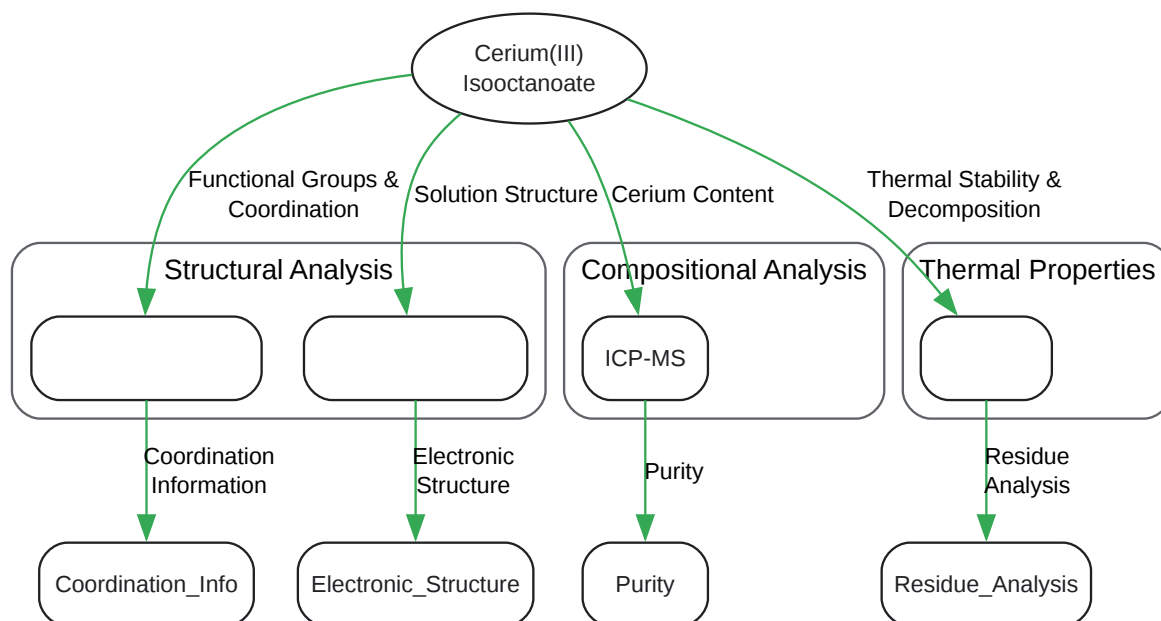 Cerium(III)
Isooctanoate
Functional Groups &
Coordination
Solution Structure
Cerium Content
Thermal Stability &
Decomposition
Structural Analysis
Compositional Analysis
Thermal Properties
ICP-MS
Coordination
Information
Electronic
Structure
Purity
Residue
Analysis
Coordination_Info
Electronic_Structure
Purity
Residue_Analysis